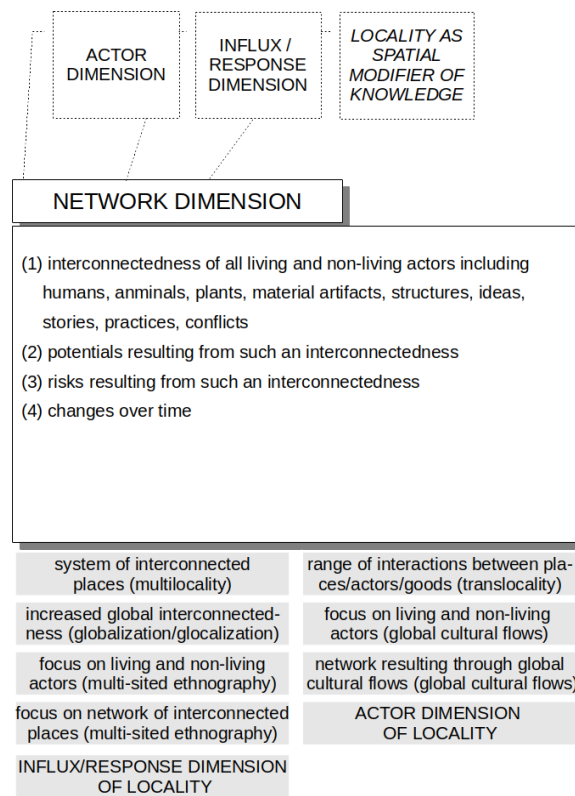 ACTOR
DIMENSION
INFLUX /
RESPONSE
DIMENSION
LOCALITY AS
SPATIAL
MODIFIER OF
KNOWLEDGE
NETWORK DIMENSION
(1) interconnectedness of all living and non-living actors including
humans, anminals, plants, material artifacts, structures, ideas,
stories, practices, conflicts
(2) potentials resulting from such an interconnectedness
(3) risks resulting from such an interconnectedness
(4) changes over time
system of interconnected
places (multilocality)
range of interactions between pla-
ces/actors/goods (translocality)
increased global interconnected-
ness (globalization/glocalization)
focus on living and non-living
actors (global cultural flows)
focus on living and non-living
actors (multi-sited ethnography)
network resulting through global
cultural flows (global cultural flows)
focus on network of interconnected
places (multi-sited ethnography)
ACTOR DIMENSION
OF LOCALITY
INFLUX/RESPONSE DIMENSION
OF LOCALITY